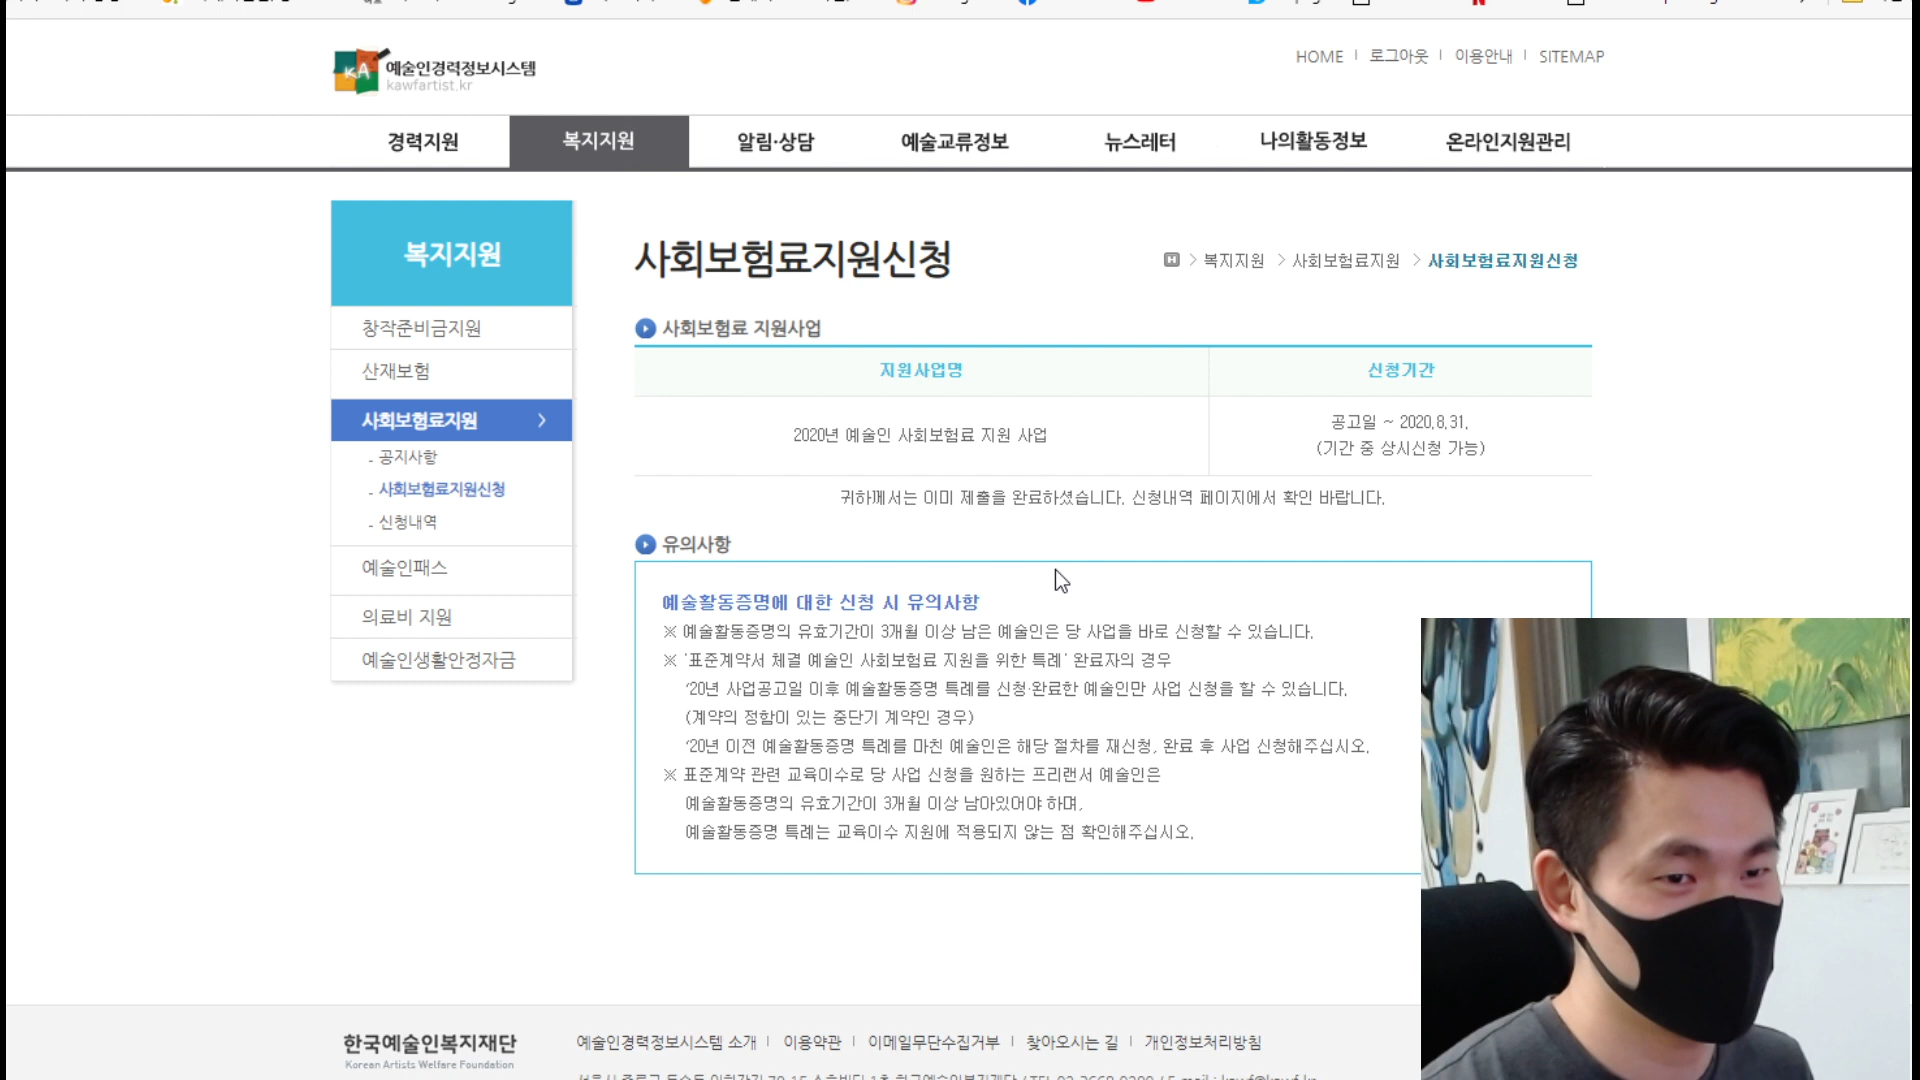 예술인경력정보시스템
kawfartist.kr
HOME | 로그아웃 | 이용안내 | SITEMAP
경력지원 복지지원 알림·상담 예술교류정보 뉴스레터 나의활동정보 온라인지원관리
복지지원
창작준비금지원
산재보험
사회보험료지원 >
- 공지사항
- 사회보험료지원신청
- 신청내역
예술인패스
의료비 지원
예술인생활안정자금
사회보험료지원신청
H > 복지지원 > 사회보험료지원 > 사회보험료지원신청
사회보험료 지원사업
지원사업명 신청기간
2020년 예술인 사회보험료 지원 사업
공고일 ~ 2020.8.31.
(기간 중 상시신청 가능)
귀하께서는 이미 제출을 완료하셨습니다. 신청내역 페이지에서 확인 바랍니다.
유의사항
예술활동증명에 대한 신청 시 유의사항
※ 예술활동증명의 유효기간이 3개월 이상 남은 예술인은 당 사업을 바로 신청할 수 있습니다.
※ '표준계약서 체결 예술인 사회보험료 지원을 위한 특례' 완료자의 경우
'20년 사업공고일 이후 예술활동증명 특례를 신청·완료한 예술인만 사업 신청을 할 수 있습니다.
(계약의 정함이 있는 중단기 계약인 경우)
'20년 이전 예술활동증명 특례를 마친 예술인은 해당 절차를 재신청, 완료 후 사업 신청해주십시오.
※ 표준계약 관련 교육이수로 당 사업 신청을 원하는 프리랜서 예술인은
예술활동증명의 유효기간이 3개월 이상 남아있어야 하며,
예술활동증명 특례는 교육이수 지원에 적용되지 않는 점 확인해주십시오.
한국예술인복지재단
Korean Artists Welfare Foundation
예술인경력정보시스템 소개 | 이용약관 | 이메일무단수집거부 | 찾아오시는 길 | 개인정보처리방침